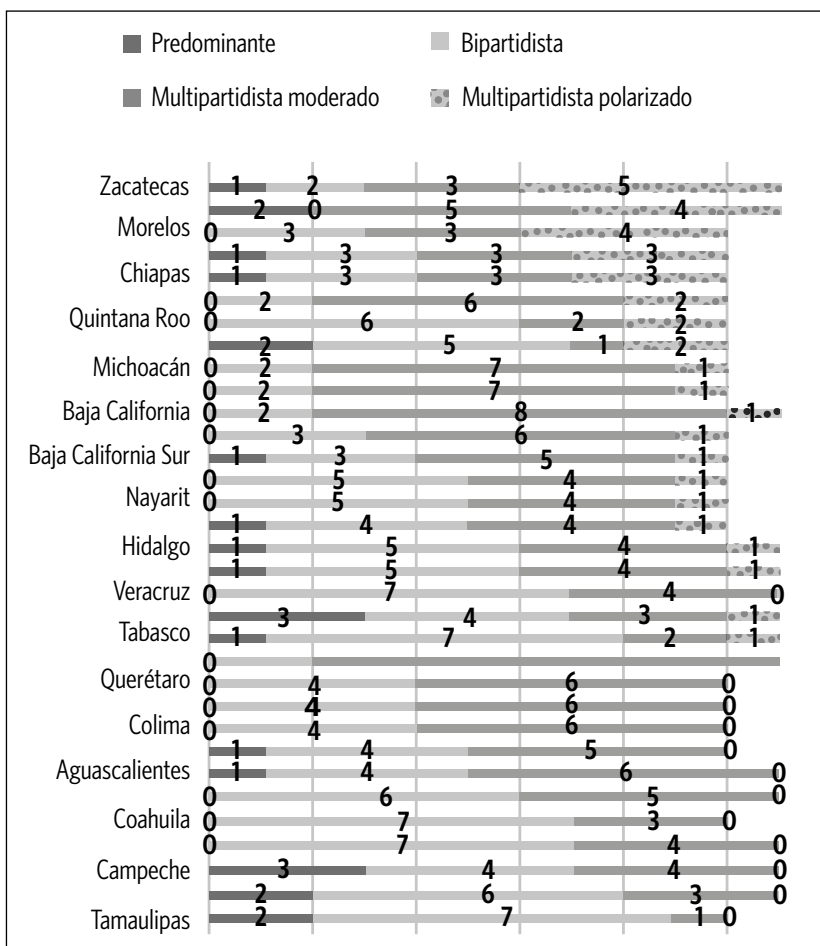 Predominante Bipartidista
Multipartidista moderado Multipartidista polarizado
Zacatecas 1 2 3 5
2 0 5 4
Morelos 0 3 3 4
1 3 3 3
Chiapas 1 3 3 3
0 2 6 2
Quintana Roo 0 6 2 2
2 5 1 2
Michoacán 0 2 7 1
0 2 7 1
Baja California 0 2 8 1
0 3 6 1
Baja California Sur 1 3 5 1
0 5 4 1
Nayarit 0 5 4 1
1 4 4 1
Hidalgo 1 5 4 1
1 5 4 1
Veracruz 0 7 4 0
3 4 3 1
Tabasco 1 7 2 1
0
Querétaro 0 4 6 0
0 4 6 0
Colima 0 4 6 0
1 4 5 0
Aguascalientes 1 4 6 0
0 6 5 0
Coahuila 0 7 3 0
0 7 4 0
Campeche 3 4 4 0
2 6 3 0
Tamaulipas 2 7 1 0